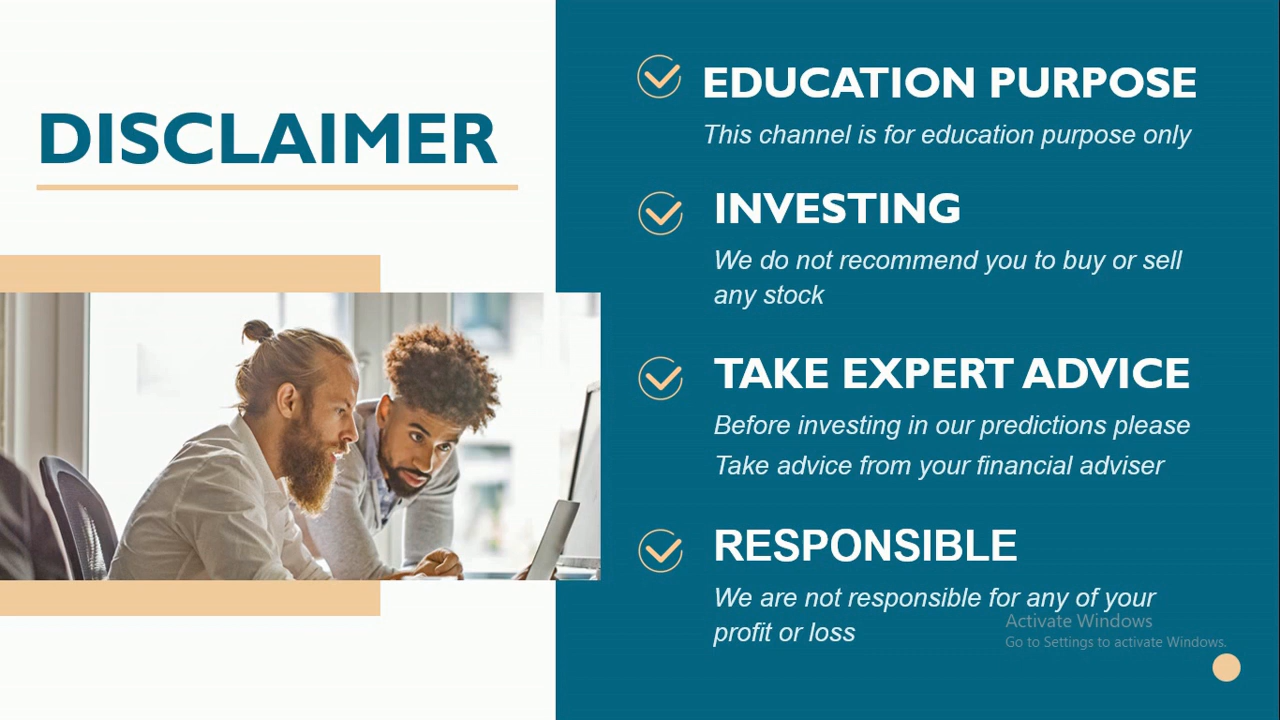 DISCLAIMER
EDUCATION PURPOSE
This channel is for education purpose only
INVESTING
We do not recommend you to buy or sell
any stock
TAKE EXPERT ADVICE
Before investing in our predictions please
Take advice from your financial adviser
RESPONSIBLE
We are not responsible for any of your
profit or loss
Activate Windows
Go to Settings to activate Windows.